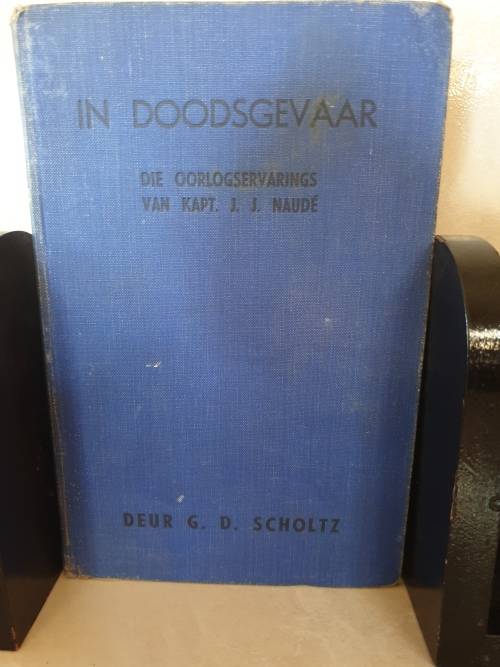 IN DOODSGEVAAR
DIE OORLOGSERVARINGS
VAN KAPT. J. J. NAUDÉ
DEUR G. D. SCHOLTZ